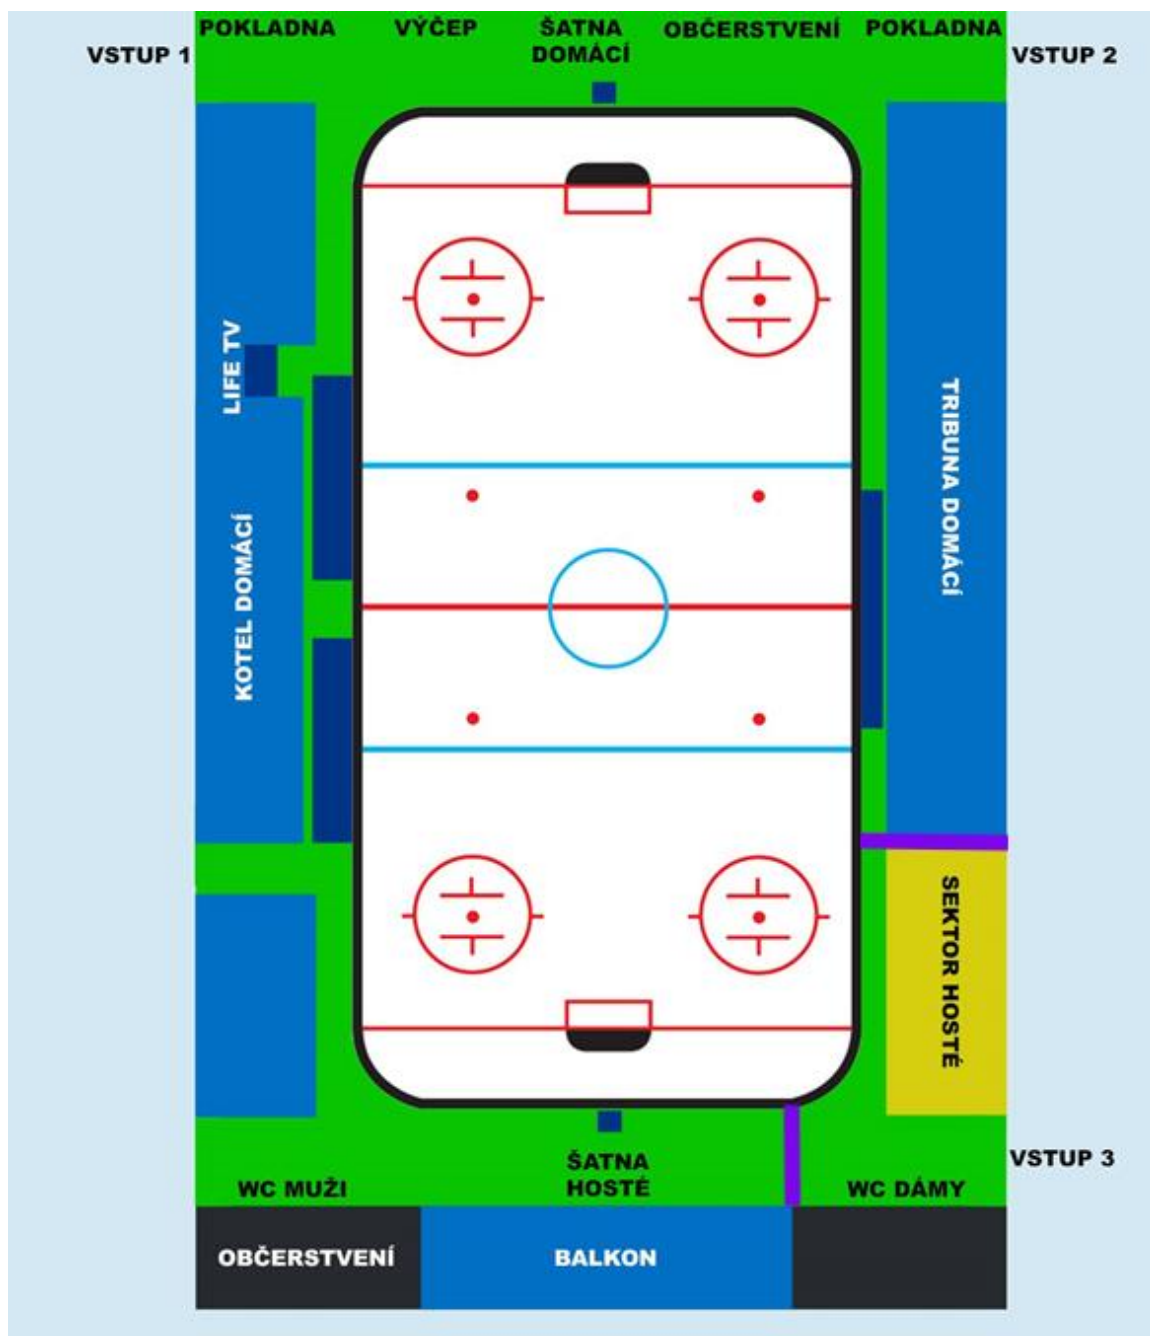 POKLADNA
VÝČEP
ŠATNA
DOMÁCÍ
OBČERSTVENÍ
POKLADNA
VSTUP 1
VSTUP 2
LIFE TV
KOTEL DOMÁCÍ
TRIBUNA DOMÁCÍ
SEKTOR HOSTÉ
VSTUP 3
ŠATNA
HOSTÉ
WC MUŽI
WC DÁMY
OBČERSTVENÍ
BALKON